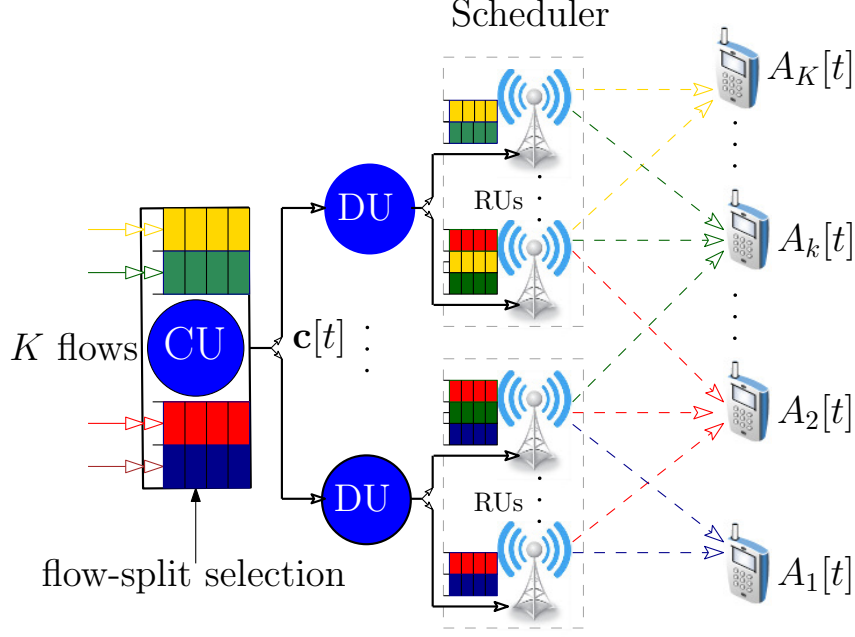 Scheduler
A_K[t]
DU
RUs
A_k[t]
K flows
CU
c[t]
A_2[t]
DU
RUs
A_1[t]
flow-split selection